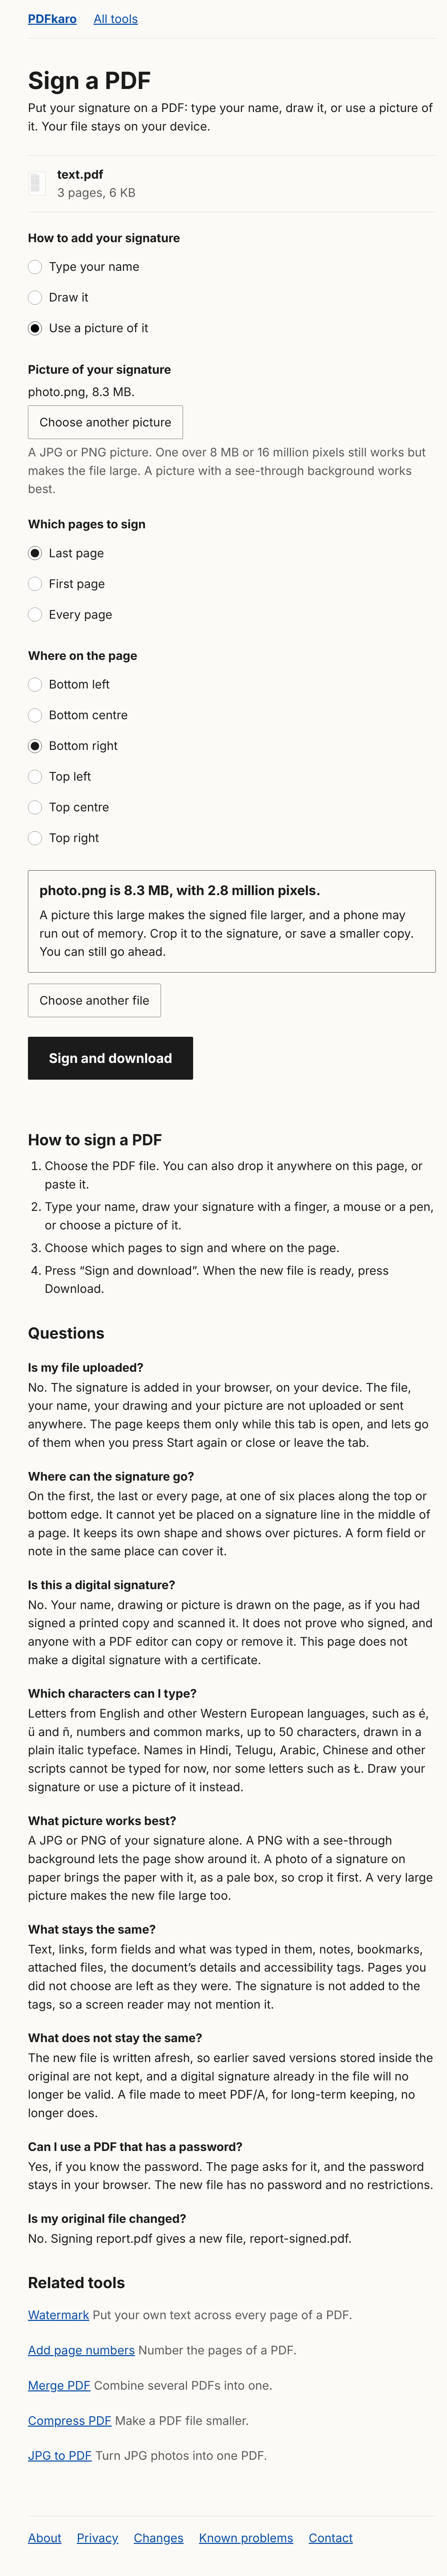 PDFkaro All tools
Sign a PDF
Put your signature on a PDF: type your name, draw it, or use a picture of
it. Your file stays on your device.
text.pdf
3 pages, 6 KB
How to add your signature
Type your name
Draw it
Use a picture of it
Picture of your signature
photo.png, 8.3 MB.
Choose another picture
A JPG or PNG picture. One over 8 MB or 16 million pixels still works but
makes the file large. A picture with a see-through background works
best.
Which pages to sign
Last page
First page
Every page
Where on the page
Bottom left
Bottom centre
Bottom right
Top left
Top centre
Top right
photo.png is 8.3 MB, with 2.8 million pixels.
A picture this large makes the signed file larger, and a phone may
run out of memory. Crop it to the signature, or save a smaller copy.
You can still go ahead.
Choose another file
Sign and download
How to sign a PDF
1. Choose the PDF file. You can also drop it anywhere on this page, or
paste it.
2. Type your name, draw your signature with a finger, a mouse or a pen,
or choose a picture of it.
3. Choose which pages to sign and where on the page.
4. Press “Sign and download”. When the new file is ready, press
Download.
Questions
Is my file uploaded?
No. The signature is added in your browser, on your device. The file,
your name, your drawing and your picture are not uploaded or sent
anywhere. The page keeps them only while this tab is open, and lets go
of them when you press Start again or close or leave the tab.
Where can the signature go?
On the first, the last or every page, at one of six places along the top or
bottom edge. It cannot yet be placed on a signature line in the middle of
a page. It keeps its own shape and shows over pictures. A form field or
note in the same place can cover it.
Is this a digital signature?
No. Your name, drawing or picture is drawn on the page, as if you had
signed a printed copy and scanned it. It does not prove who signed, and
anyone with a PDF editor can copy or remove it. This page does not
make a digital signature with a certificate.
Which characters can I type?
Letters from English and other Western European languages, such as é,
ü and ñ, numbers and common marks, up to 50 characters, drawn in a
plain italic typeface. Names in Hindi, Telugu, Arabic, Chinese and other
scripts cannot be typed for now, nor some letters such as Ł. Draw your
signature or use a picture of it instead.
What picture works best?
A JPG or PNG of your signature alone. A PNG with a see-through
background lets the page show around it. A photo of a signature on
paper brings the paper with it, as a pale box, so crop it first. A very large
picture makes the new file large too.
What stays the same?
Text, links, form fields and what was typed in them, notes, bookmarks,
attached files, the document’s details and accessibility tags. Pages you
did not choose are left as they were. The signature is not added to the
tags, so a screen reader may not mention it.
What does not stay the same?
The new file is written afresh, so earlier saved versions stored inside the
original are not kept, and a digital signature already in the file will no
longer be valid. A file made to meet PDF/A, for long-term keeping, no
longer does.
Can I use a PDF that has a password?
Yes, if you know the password. The page asks for it, and the password
stays in your browser. The new file has no password and no restrictions.
Is my original file changed?
No. Signing report.pdf gives a new file, report-signed.pdf.
Related tools
Watermark Put your own text across every page of a PDF.
Add page numbers Number the pages of a PDF.
Merge PDF Combine several PDFs into one.
Compress PDF Make a PDF file smaller.
JPG to PDF Turn JPG photos into one PDF.
About Privacy Changes Known problems Contact